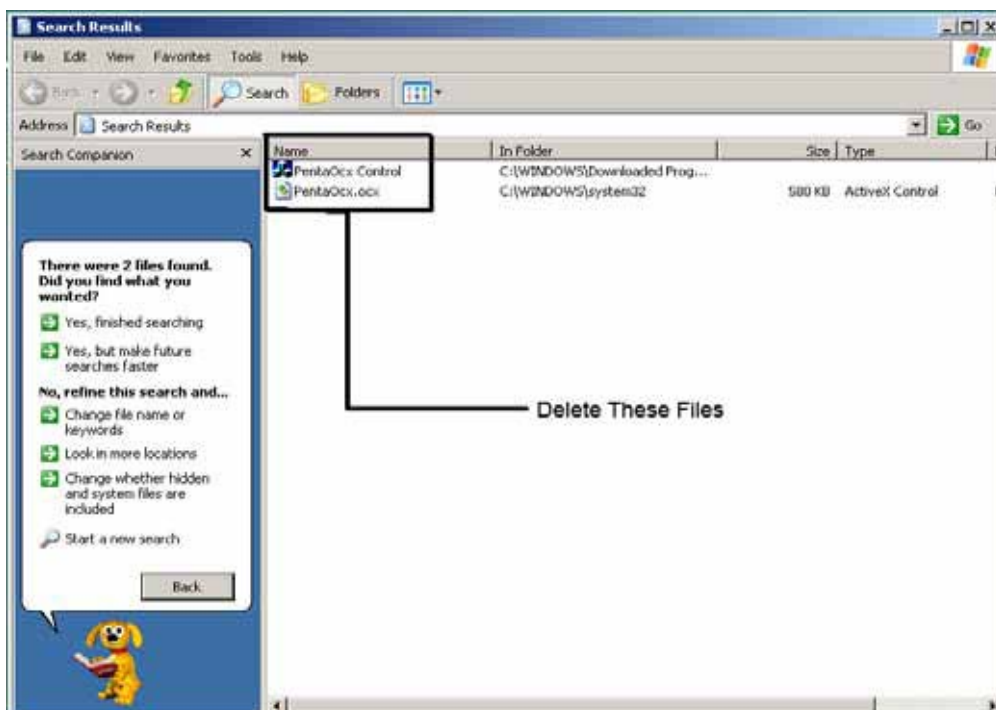 Search Results
File Edit View Favorites Tools Help
Back Search Folders
Address Search Results Go
Search Companion
Name In Folder Size Type
PentaOcx Control C:\WINDOWS\Downloaded Prog...
PentaOcx.ocx C:\WINDOWS\system32 580 KB ActiveX Control
There were 2 files found.
Did you find what you
wanted?
Yes, finished searching
Yes, but make future
searches faster
No, refine this search and...
Change file name or
keywords
Look in more locations
Change whether hidden
and system files are
included
Start a new search
Back
Delete These Files